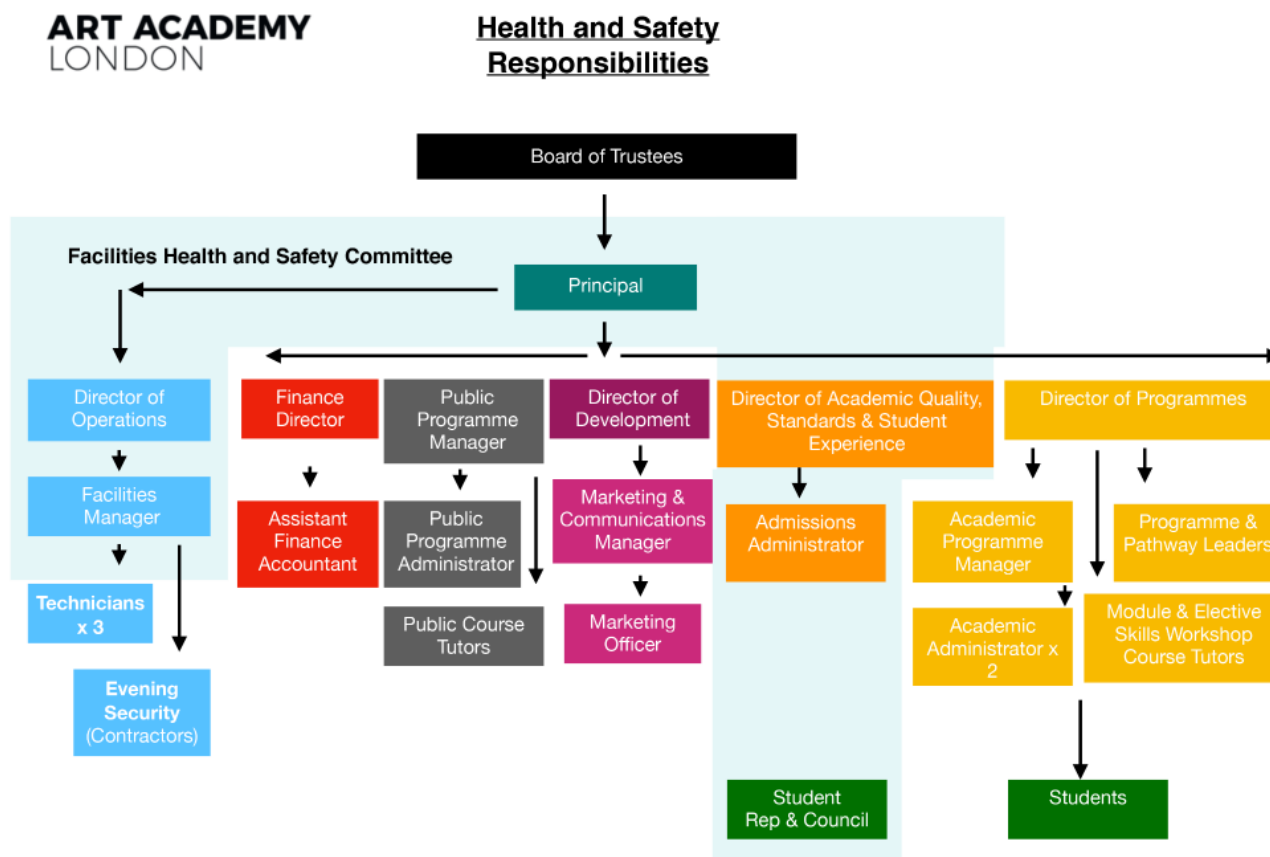 ART ACADEMY
LONDON
Health and Safety
Responsibilities
Board of Trustees
Facilities Health and Safety Committee
Principal
Director of
Operations
Finance
Director
Public
Programme
Manager
Director of
Development
Director of Academic Quality,
Standards & Student
Experience
Director of Programmes
Facilities
Manager
Assistant
Finance
Accountant
Public
Programme
Administrator
Marketing &
Communications
Manager
Admissions
Administrator
Academic
Programme
Manager
Programme &
Pathway Leaders
Technicians
x 3
Public Course
Tutors
Marketing
Officer
Academic
Administrator x
2
Module & Elective
Skills Workshop
Course Tutors
Evening
Security
(Contractors)
Student
Rep & Council
Students